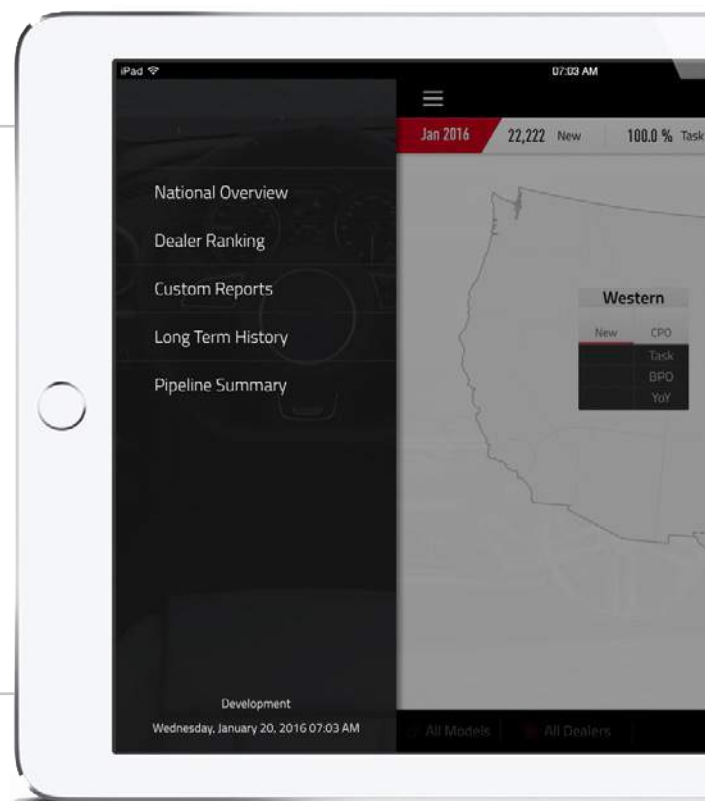 iPad 07:03 AM
Jan 2016 22,222 New 100.0 % Task
National Overview
Dealer Ranking
Custom Reports
Long Term History
Pipeline Summary
Western
New CPO
Task
BPO
YoY
Development
Wednesday, January 20, 2016 07:03 AM
All Models All Dealers